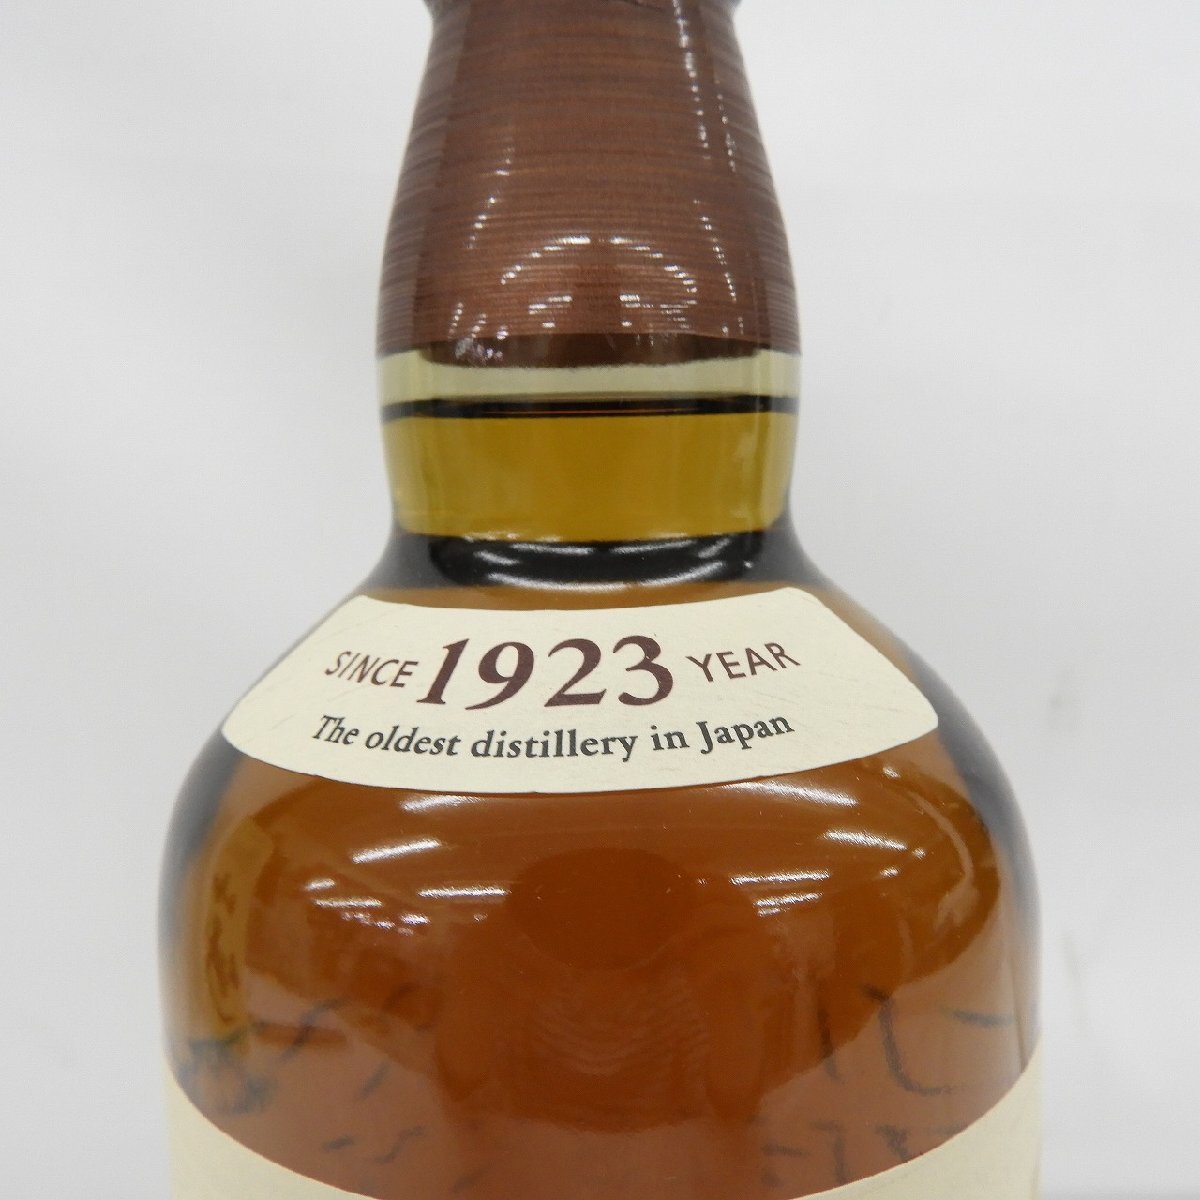 SINCE 1923 YEAR
The oldest distillery in Japan